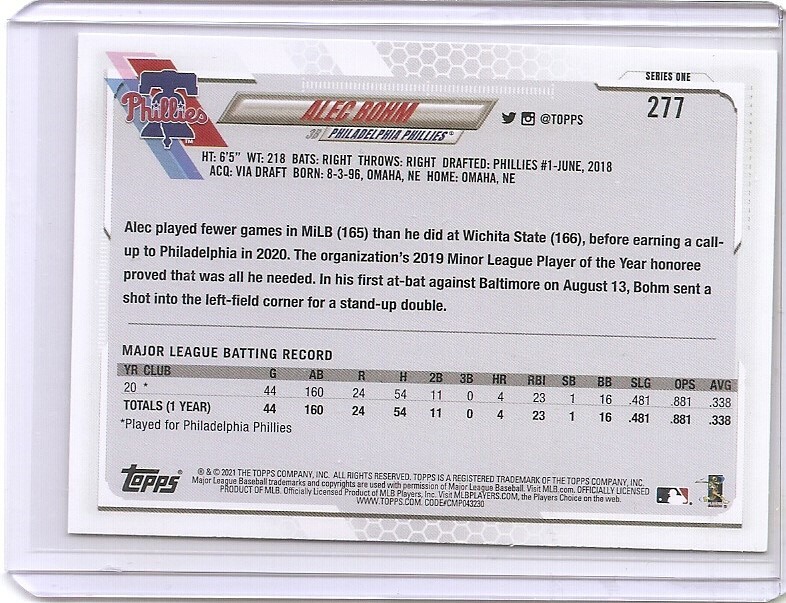 SERIES ONE
277
Phillies
TM
ALEC BOHM
@TOPPS
3B PHILADELPHIA PHILLIES®
HT: 6'5" WT: 218 BATS: RIGHT THROWS: RIGHT DRAFTED: PHILLIES #1-JUNE, 2018
ACQ: VIA DRAFT BORN: 8-3-96, OMAHA, NE HOME: OMAHA, NE
Alec played fewer games in MiLB (165) than he did at Wichita State (166), before earning a call-
up to Philadelphia in 2020. The organization's 2019 Minor League Player of the Year honoree
proved that was all he needed. In his first at-bat against Baltimore on August 13, Bohm sent a
shot into the left-field corner for a stand-up double.
MAJOR LEAGUE BATTING RECORD
YR CLUB G AB R H 2B 3B HR RBI SB BB SLG OPS AVG
20 * 44 160 24 54 11 0 4 23 1 16 .481 .881 .338
TOTALS (1 YEAR) 44 160 24 54 11 0 4 23 1 16 .481 .881 .338
*Played for Philadelphia Phillies
topps®
® & © 2021 THE TOPPS COMPANY, INC. ALL RIGHTS RESERVED. TOPPS IS A REGISTERED TRADEMARK OF THE TOPPS COMPANY, INC.
Major League Baseball trademarks and copyrights are used with permission of Major League Baseball. Visit MLB.com. OFFICIALLY LICENSED
PRODUCT OF MLB. Officially Licensed Product of MLB Players, Inc. Visit MLBPLAYERS.COM, the Players Choice on the web.
WWW.TOPPS.COM. CODE#CMP043230